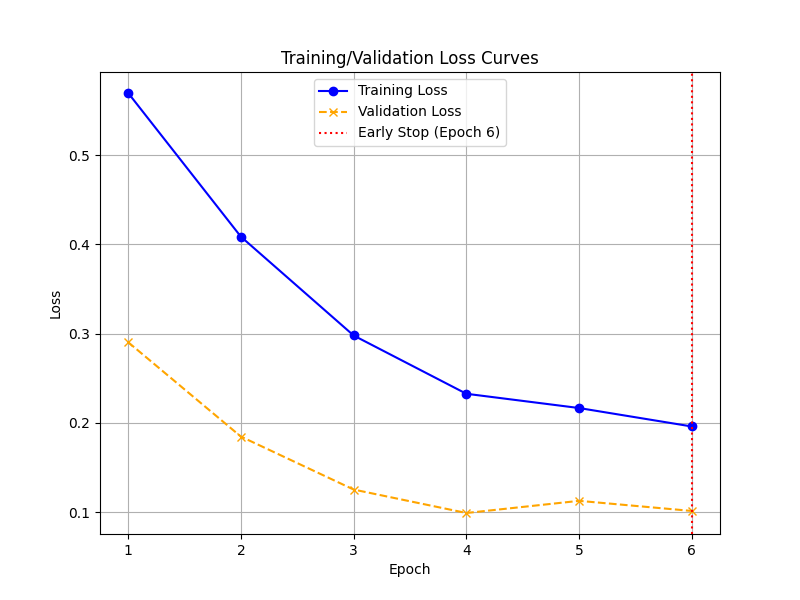 Training/Validation Loss Curves
Training Loss
Validation Loss
Early Stop (Epoch 6)
Loss
0.5
0.4
0.3
0.2
0.1
1 2 3 4 5 6
Epoch